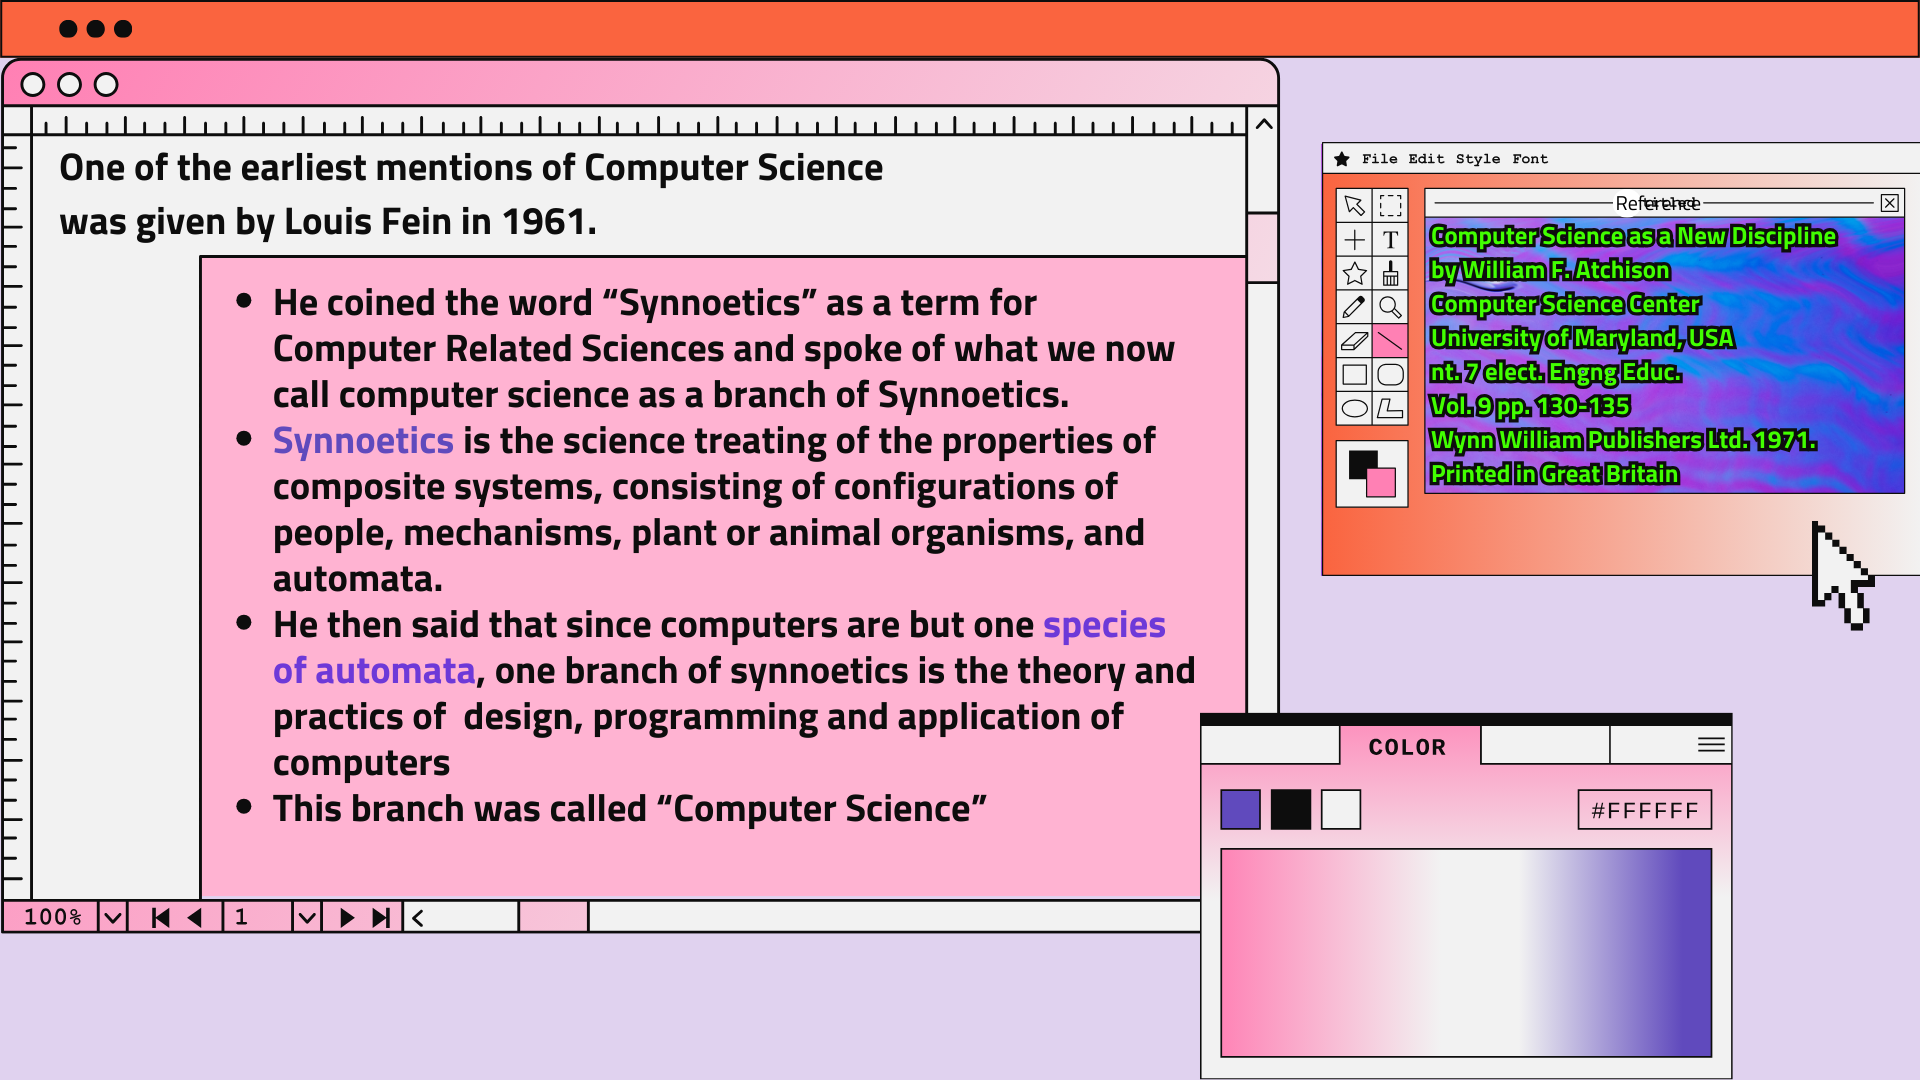 One of the earliest mentions of Computer Science
was given by Louis Fein in 1961.
• He coined the word “Synnoetics” as a term for
Computer Related Sciences and spoke of what we now
call computer science as a branch of Synnoetics.
• Synnoetics is the science treating of the properties of
composite systems, consisting of configurations of
people, mechanisms, plant or animal organisms, and
automata.
• He then said that since computers are but one species
of automata, one branch of synnoetics is the theory and
practics of design, programming and application of
computers
• This branch was called “Computer Science”
100%
1
File Edit Style Font
Reference
T
Computer Science as a New Discipline
by William F. Atchison
Computer Science Center
University of Maryland, USA
nt. 7 elect. Engng Educ.
Vol. 9 pp. 130-135
Wynn William Publishers Ltd. 1971.
Printed in Great Britain
COLOR
#FFFFFF